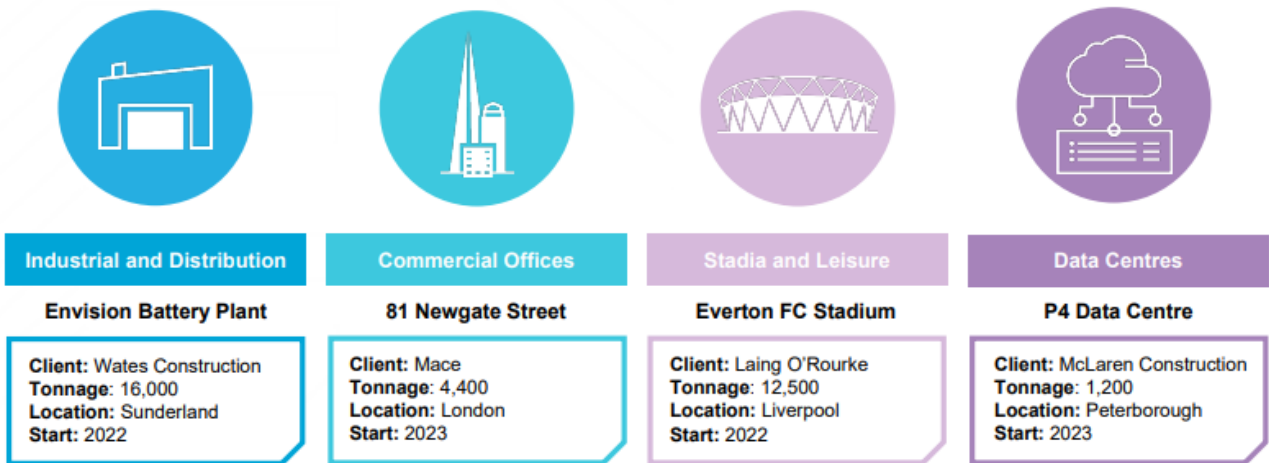 Industrial and Distribution
Envision Battery Plant
Client: Wates Construction
Tonnage: 16,000
Location: Sunderland
Start: 2022
Commercial Offices
81 Newgate Street
Client: Mace
Tonnage: 4,400
Location: London
Start: 2023
Stadia and Leisure
Everton FC Stadium
Client: Laing O'Rourke
Tonnage: 12,500
Location: Liverpool
Start: 2022
Data Centres
P4 Data Centre
Client: McLaren Construction
Tonnage: 1,200
Location: Peterborough
Start: 2023